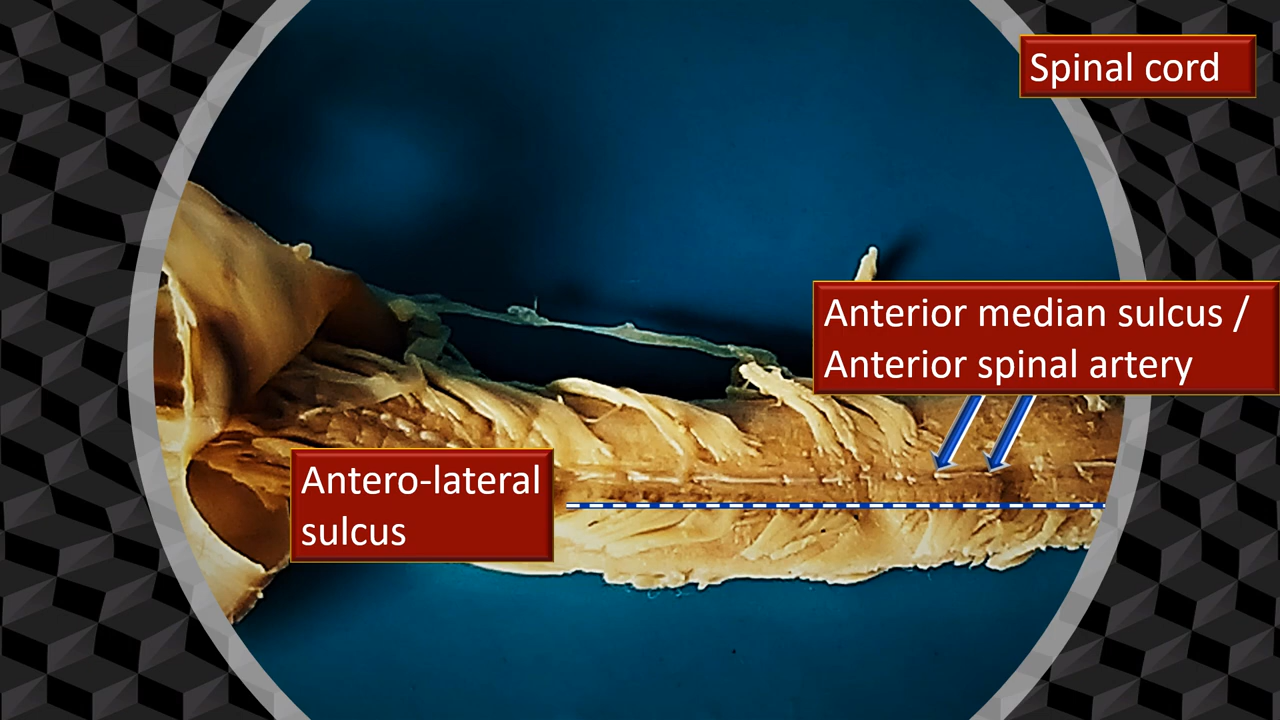 Spinal cord
Anterior median sulcus /
Anterior spinal artery
Antero-lateral
sulcus